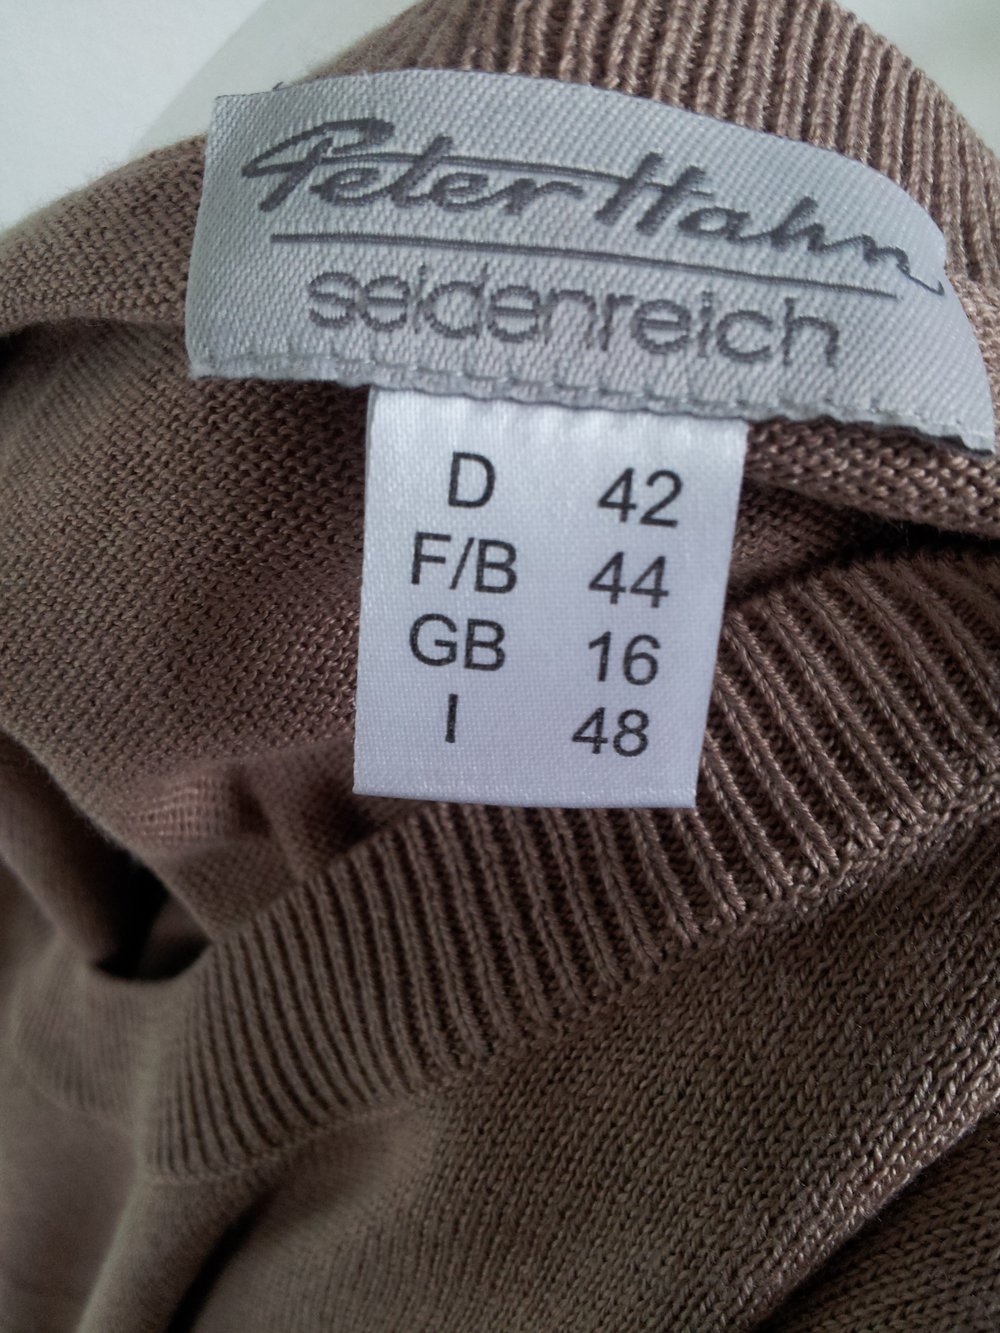 Peter Hahn
seidenreich
D 42
F/B 44
GB 16
I 48